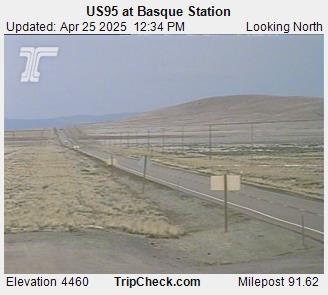 US95 at Basque Station
Updated: Apr 25 2025 12:34 PM Looking North
Elevation 4460 TripCheck.com Milepost 91.62